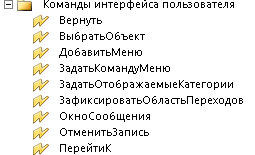 Команды интерфейса пользователя
Вернуть
ВыбратьОбъект
ДобавитьМеню
ЗадатьКомандуМеню
ЗадатьОтображаемыеКатегории
ЗафиксироватьОбластьПереходов
ОкноСообщения
ОтменитьЗапись
ПерейтиК